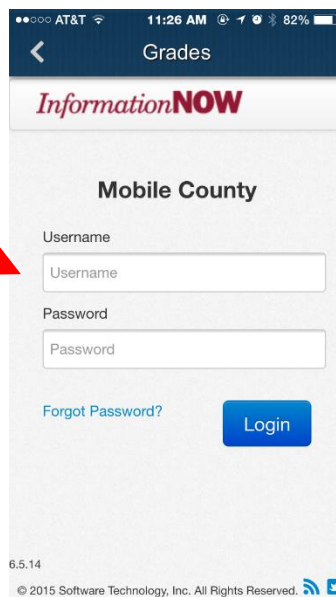 AT&T 11:26 AM 82%
Grades
InformationNOW
Mobile County
Username
Username
Password
Password
Forgot Password?
Login
6.5.14
© 2015 Software Technology, Inc. All Rights Reserved.